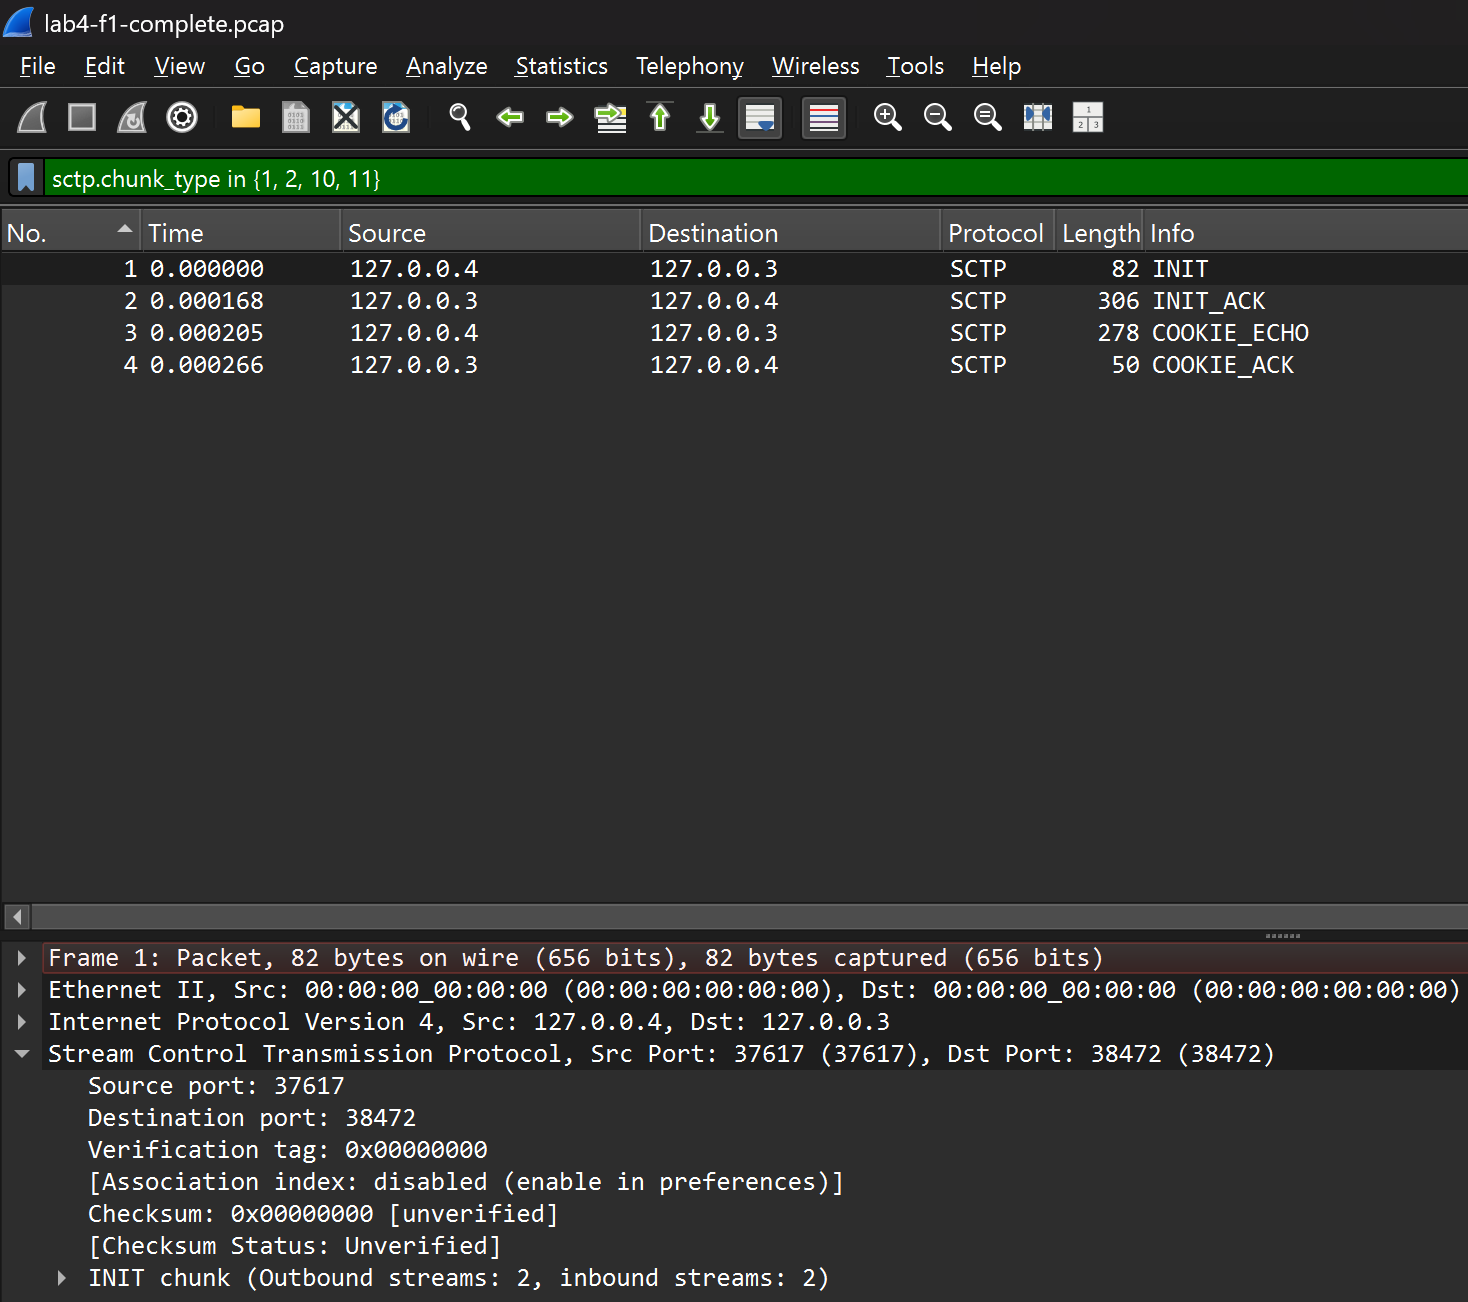 lab4-f1-complete.pcap
File Edit View Go Capture Analyze Statistics Telephony Wireless Tools Help
sctp.chunk_type in {1, 2, 10, 11}
No. Time Source Destination Protocol Length Info
1 0.000000 127.0.0.4 127.0.0.3 SCTP 82 INIT
2 0.000168 127.0.0.3 127.0.0.4 SCTP 306 INIT_ACK
3 0.000205 127.0.0.4 127.0.0.3 SCTP 278 COOKIE_ECHO
4 0.000266 127.0.0.3 127.0.0.4 SCTP 50 COOKIE_ACK
Frame 1: Packet, 82 bytes on wire (656 bits), 82 bytes captured (656 bits)
Ethernet II, Src: 00:00:00_00:00:00 (00:00:00:00:00:00), Dst: 00:00:00_00:00:00 (00:00:00:00:00:00)
Internet Protocol Version 4, Src: 127.0.0.4, Dst: 127.0.0.3
Stream Control Transmission Protocol, Src Port: 37617 (37617), Dst Port: 38472 (38472)
Source port: 37617
Destination port: 38472
Verification tag: 0x00000000
[Association index: disabled (enable in preferences)]
Checksum: 0x00000000 [unverified]
[Checksum Status: Unverified]
INIT chunk (Outbound streams: 2, inbound streams: 2)